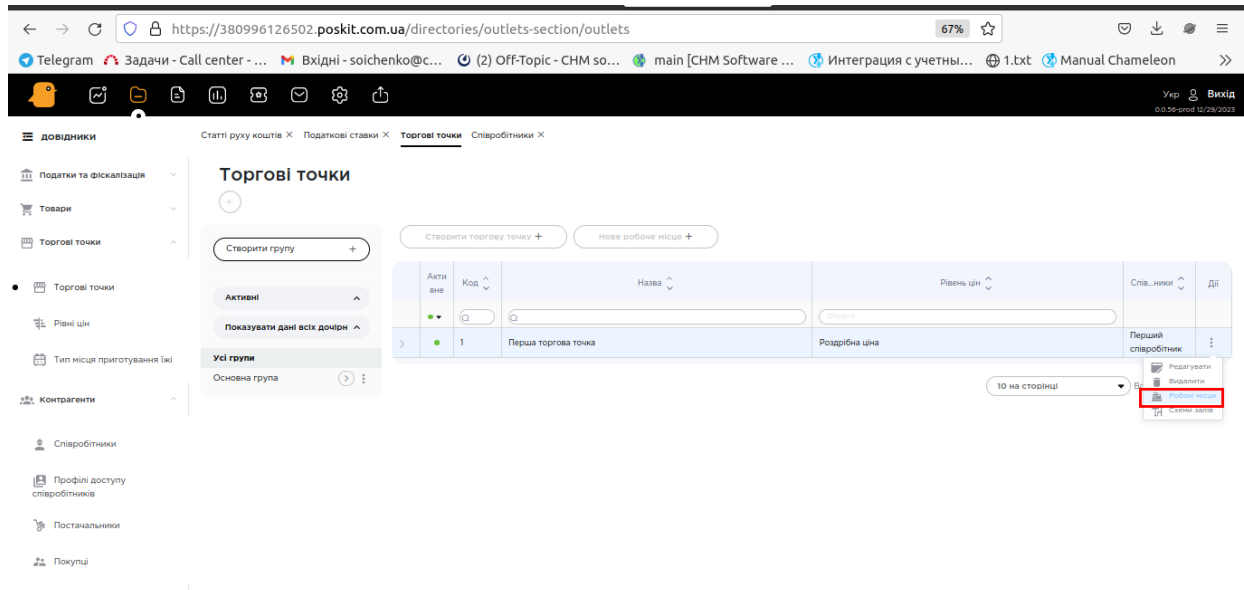 https://380996126502.poskit.com.ua/directories/outlets-section/outlets 67%
Telegram Задачи - Call center - ... Вхідні - soichenko@c... (2) Off-Topic - CHM so... main [CHM Software ... Интеграция с учетны... 1.txt Manual Chameleon
Укр Вихід
0.0.56-prod 12/29/2023
довідники
Статті руху коштів × Податкові ставки × Торгові точки Співробітники ×
Податки та фіскалізація
Товари
Торгові точки
Торгові точки
Рівні цін
Тип місця приготування їжі
Контрагенти
Співробітники
Профілі доступу
співробітників
Постачальники
Покупці
Торгові точки
Створити групу +
Активні
Показувати дані всіх дочірн
Усі групи
Основна група
Створити торгову точку + Нове робоче місце +
Акти
вне
Код Назва Рівень цін Спів...ники Дії
1 Перша торгова точка Роздрібна ціна
Перший
співробітник
Редагувати
Видалити
Робочі місця
Схеми залів
10 на сторінці